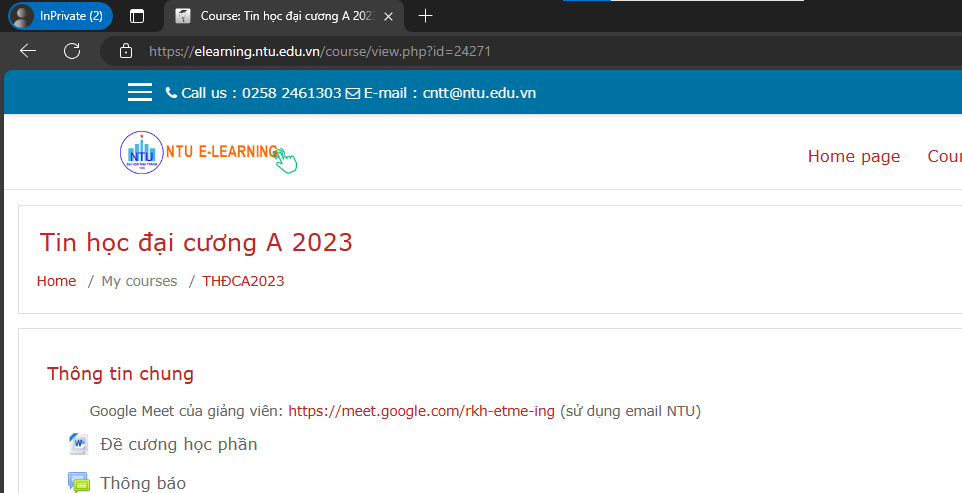 InPrivate (2)
Course: Tin học đại cương A 202
https://elearning.ntu.edu.vn/course/view.php?id=24271
Call us : 0258 2461303 E-mail : cntt@ntu.edu.vn
NTU
NTU E-LEARNING
Home page
Cour
Tin học đại cương A 2023
Home / My courses / THĐCA2023
Thông tin chung
Google Meet của giảng viên: https://meet.google.com/rkh-etme-ing (sử dụng email NTU)
Đề cương học phần
Thông báo